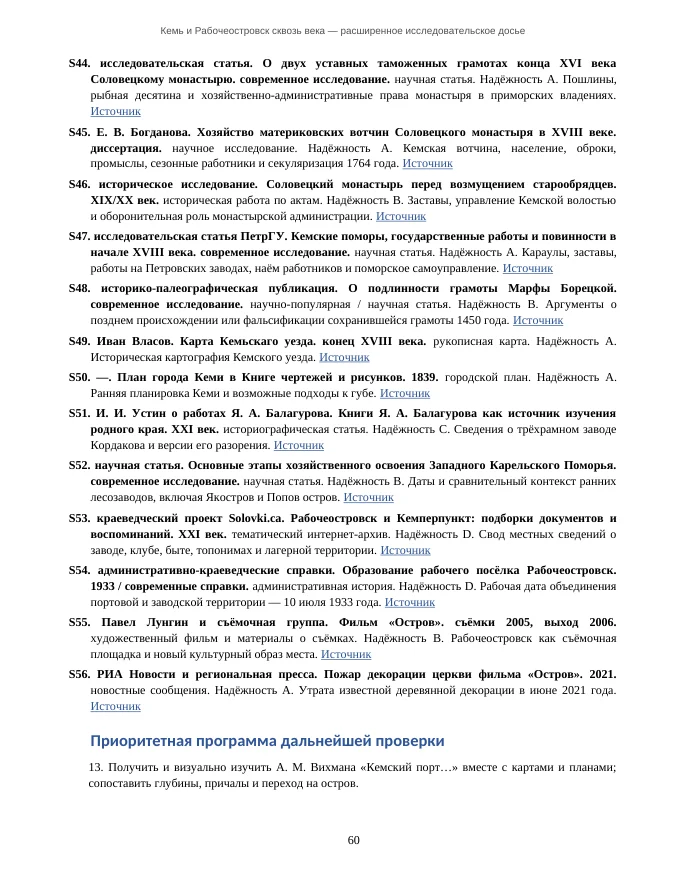 Кемь и Рабочеостровск сквозь века — расширенное исследовательское досье
S44. исследовательская статья. О двух уставных таможенных грамотах конца XVI века
Соловецкому монастырю. современное исследование. научная статья. Надёжность A. Пошлины,
рыбная десятина и хозяйственно-административные права монастыря в приморских владениях.
Источник
S45. Е. В. Богданова. Хозяйство материковских вотчин Соловецкого монастыря в XVIII веке.
диссертация. научное исследование. Надёжность A. Кемская вотчина, население, оброки,
промыслы, сезонные работники и секуляризация 1764 года. Источник
S46. историческое исследование. Соловецкий монастырь перед возмущением старообрядцев.
XIX/XX век. историческая работа по актам. Надёжность B. Заставы, управление Кемской волостью
и оборонительная роль монастырской администрации. Источник
S47. исследовательская статья ПетрГУ. Кемские поморы, государственные работы и повинности в
начале XVIII века. современное исследование. научная статья. Надёжность A. Караулы, заставы,
работы на Петровских заводах, наём работников и поморское самоуправление. Источник
S48. историко-палеографическая публикация. О подлинности грамоты Марфы Борецкой.
современное исследование. научно-популярная / научная статья. Надёжность B. Аргументы о
позднем происхождении или фальсификации сохранившейся грамоты 1450 года. Источник
S49. Иван Власов. Карта Кемьскаго уезда. конец XVIII века. рукописная карта. Надёжность A.
Историческая картография Кемского уезда. Источник
S50. —. План города Кеми в Книге чертежей и рисунков. 1839. городской план. Надёжность A.
Ранняя планировка Кеми и возможные подходы к губе. Источник
S51. И. И. Устин о работах Я. А. Балагурова. Книги Я. А. Балагурова как источник изучения
родного края. XXI век. историографическая статья. Надёжность C. Сведения о трёхрамном заводе
Кордакова и версии его разорения. Источник
S52. научная статья. Основные этапы хозяйственного освоения Западного Карельского Поморья.
современное исследование. научная статья. Надёжность B. Даты и сравнительный контекст ранних
лесозаводов, включая Якостров и Попов остров. Источник
S53. краеведческий проект Solovki.ca. Рабочеостровск и Кемперпункт: подборки документов и
воспоминаний. XXI век. тематический интернет-архив. Надёжность D. Свод местных сведений о
заводе, клубе, быте, топонимах и лагерной территории. Источник
S54. административно-краеведческие справки. Образование рабочего посёлка Рабочеостровск.
1933 / современные справки. административная история. Надёжность D. Рабочая дата объединения
портовой и заводской территории — 10 июля 1933 года. Источник
S55. Павел Лунгин и съёмочная группа. Фильм «Остров». съёмки 2005, выход 2006.
художественный фильм и материалы о съёмках. Надёжность B. Рабочеостровск как съёмочная
площадка и новый культурный образ места. Источник
S56. РИА Новости и региональная пресса. Пожар декорации церкви фильма «Остров». 2021.
новостные сообщения. Надёжность A. Утрата известной деревянной декорации в июне 2021 года.
Источник
Приоритетная программа дальнейшей проверки
13. Получить и визуально изучить А. М. Вихмана «Кемский порт…» вместе с картами и планами;
сопоставить глубины, причалы и переход на остров.
60